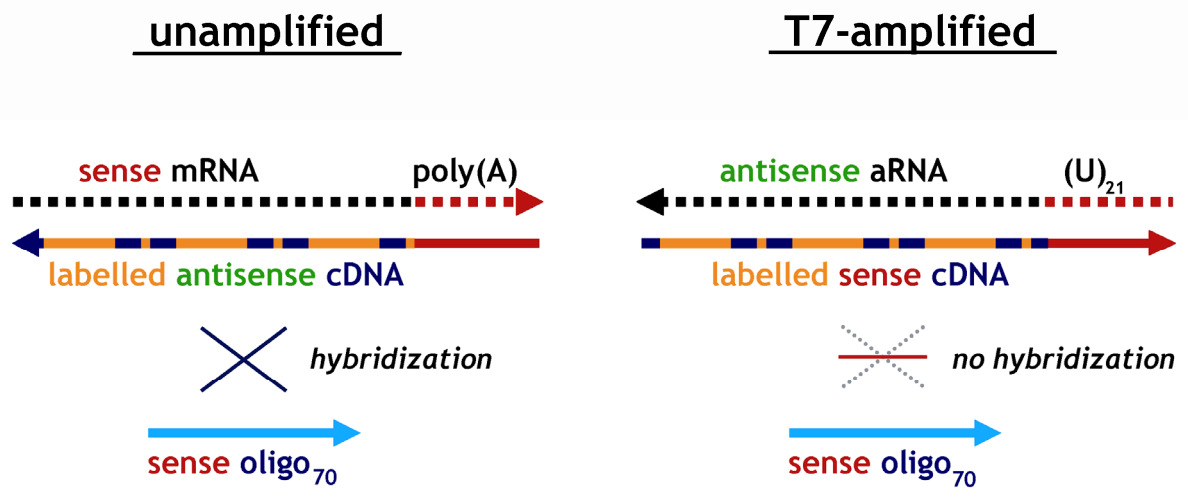 unamplified
sense mRNA poly(A)
labelled antisense cDNA
hybridization
sense oligo70
T7-amplified
antisense aRNA (U)21
labelled sense cDNA
no hybridization
sense oligo70